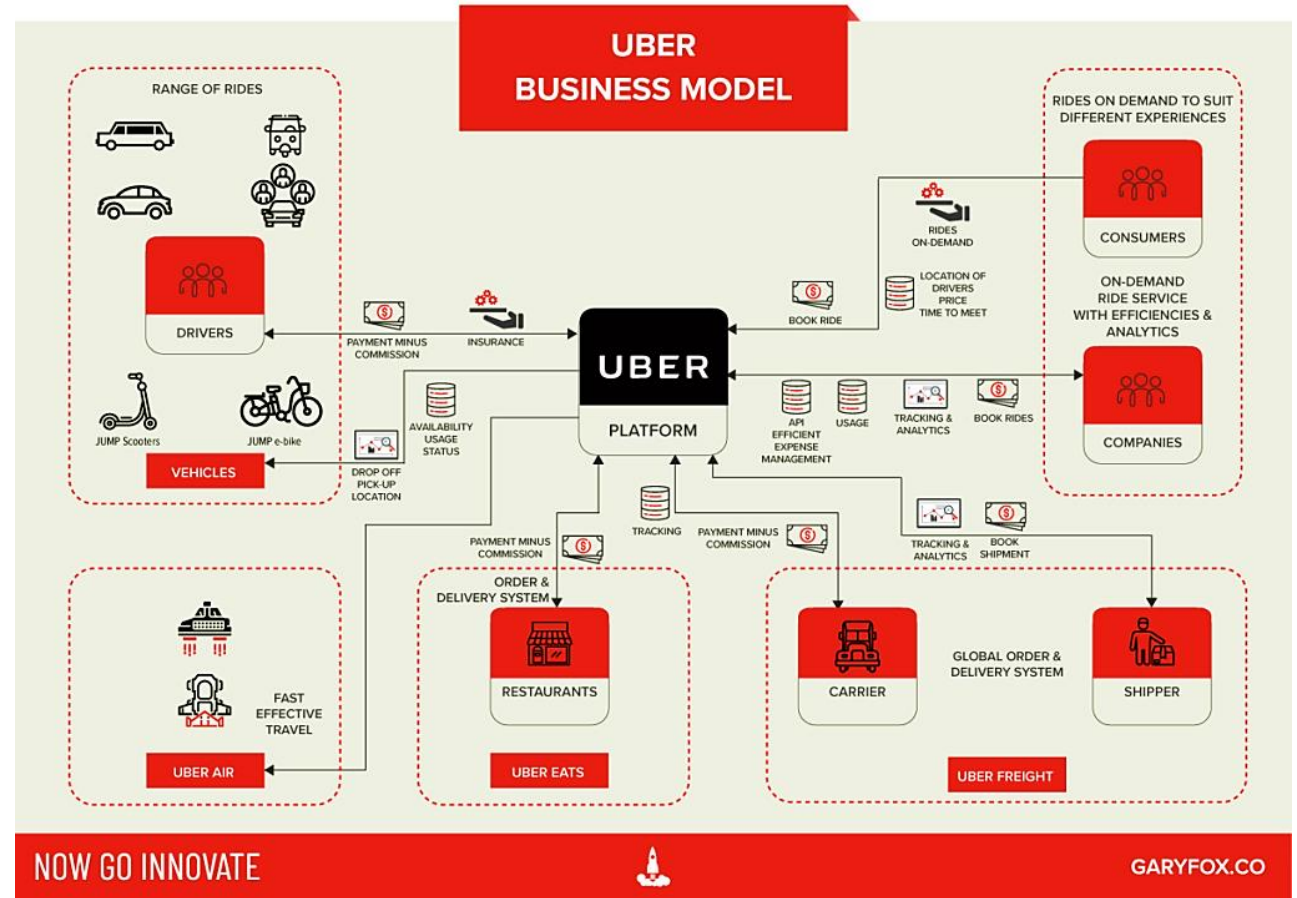 UBER
BUSINESS MODEL
RANGE OF RIDES
DRIVERS
JUMP Scooters
JUMP e-bike
VEHICLES
PAYMENT MINUS
COMMISSION
INSURANCE
AVAILABILITY
USAGE
STATUS
DROP OFF
PICK-UP
LOCATION
UBER
PLATFORM
RIDES ON DEMAND TO SUIT
DIFFERENT EXPERIENCES
CONSUMERS
RIDES
ON-DEMAND
LOCATION OF
DRIVERS
PRICE
TIME TO MEET
BOOK RIDE
ON-DEMAND
RIDE SERVICE
WITH EFFICIENCIES &
ANALYTICS
COMPANIES
API
EFFICIENT
EXPENSE
MANAGEMENT
USAGE
TRACKING &
ANALYTICS
BOOK RIDES
FAST
EFFECTIVE
TRAVEL
UBER AIR
PAYMENT MINUS
COMMISSION
TRACKING
ORDER &
DELIVERY SYSTEM
RESTAURANTS
UBER EATS
PAYMENT MINUS
COMMISSION
TRACKING &
ANALYTICS
BOOK
SHIPMENT
CARRIER
GLOBAL ORDER &
DELIVERY SYSTEM
SHIPPER
UBER FREIGHT
NOW GO INNOVATE
GARYFOX.CO